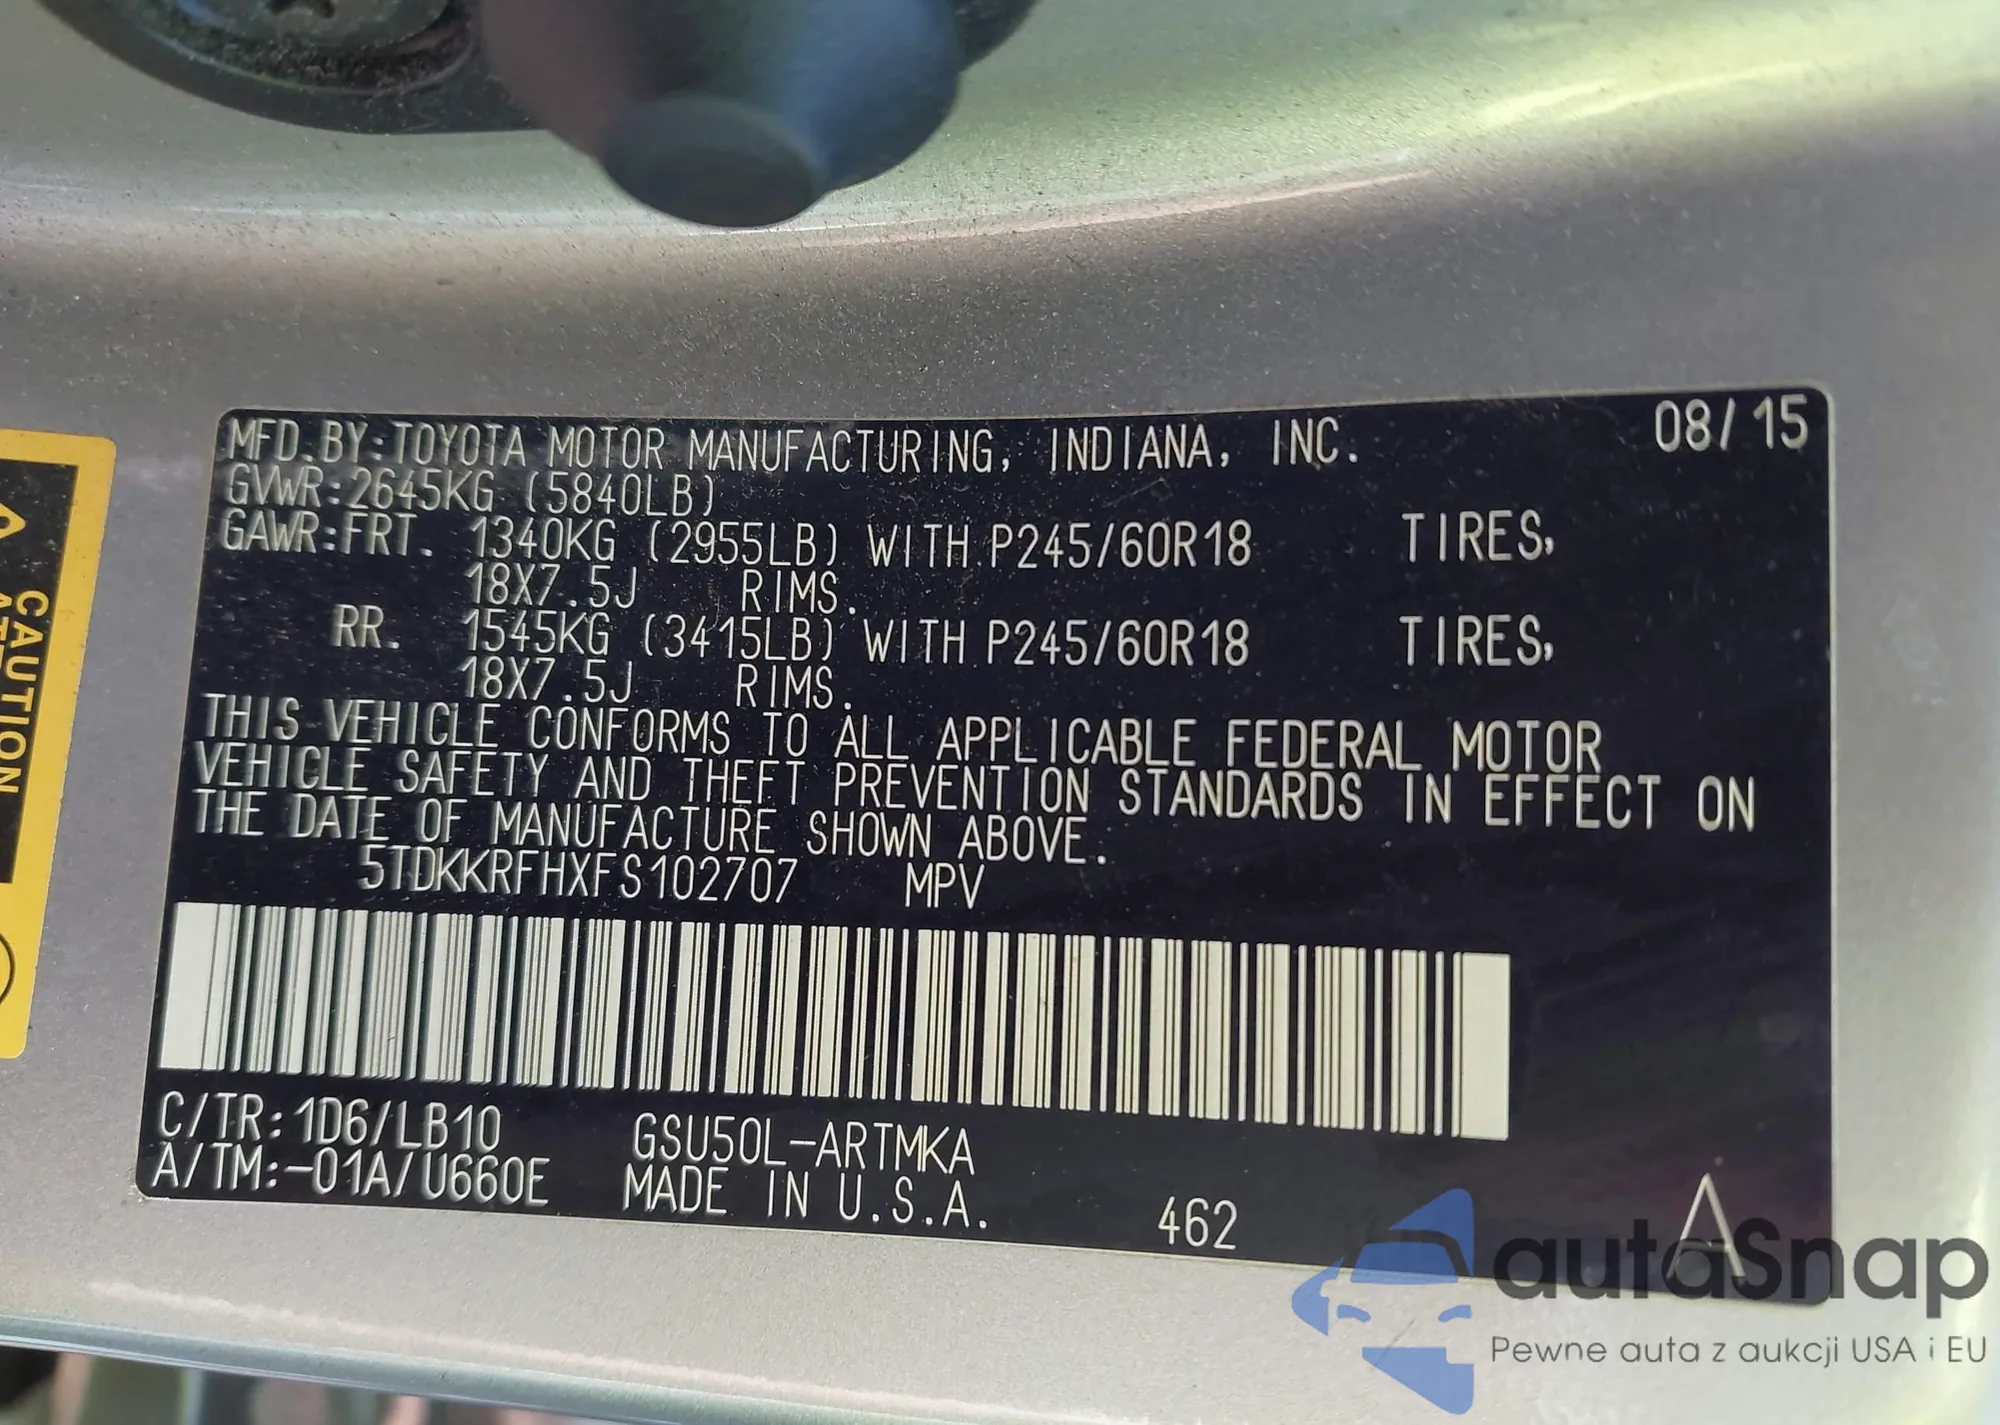 MFD.BY:TOYOTA MOTOR MANUFACTURING, INDIANA, INC. 08/15
GVWR:2645KG (5840LB)
GAWR:FRT. 1340KG (2955LB) WITH P245/60R18 TIRES,
18X7.5J RIMS.
RR. 1545KG (3415LB) WITH P245/60R18 TIRES,
18X7.5J RIMS.
THIS VEHICLE CONFORMS TO ALL APPLICABLE FEDERAL MOTOR
VEHICLE SAFETY AND THEFT PREVENTION STANDARDS IN EFFECT ON
THE DATE OF MANUFACTURE SHOWN ABOVE.
5TDKKRFHXFS102707 MPV
C/TR:1D6/LB10 GSU50L-ARTMKA
A/TM:-01A/U660E MADE IN U.S.A. 462 A
CAUTION
autaSnap
Pewne auta z aukcji USA i EU